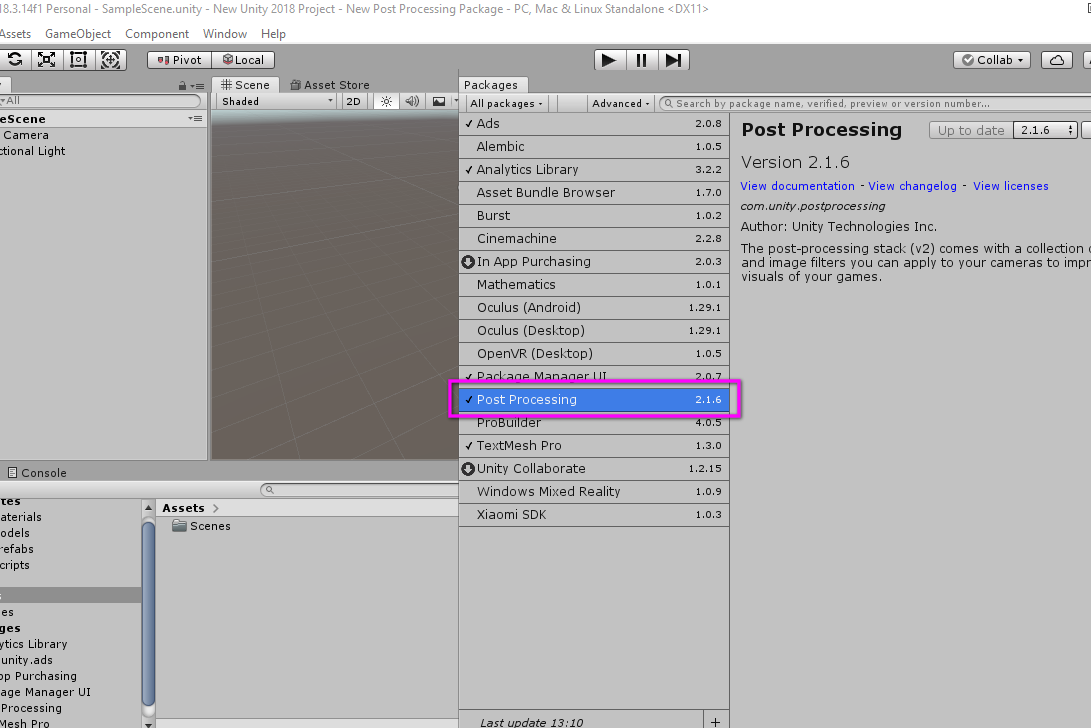 18.3.14f1 Personal - SampleScene.unity - New Unity 2018 Project - New Post Processing Package - PC, Mac & Linux Standalone <DX11>
Assets GameObject Component Window Help
Pivot Local Collab
Scene Asset Store
Shaded 2D
All
eScene
Camera
ctional Light
Packages
All packages Advanced Search by package name, verified, preview or version number...
Ads 2.0.8
Alembic 1.0.5
Analytics Library 3.2.2
Asset Bundle Browser 1.7.0
Burst 1.0.2
Cinemachine 2.2.8
In App Purchasing 2.0.3
Mathematics 1.0.1
Oculus (Android) 1.29.1
Oculus (Desktop) 1.29.1
OpenVR (Desktop) 1.0.5
Package Manager UI 2.0.7
Post Processing 2.1.6
ProBuilder 4.0.5
TextMesh Pro 1.3.0
Unity Collaborate 1.2.15
Windows Mixed Reality 1.0.9
Xiaomi SDK 1.0.3
Last update 13:10 +
Post Processing Up to date 2.1.6
Version 2.1.6
View documentation - View changelog - View licenses
com.unity.postprocessing
Author: Unity Technologies Inc.
The post-processing stack (v2) comes with a collection
and image filters you can apply to your cameras to impr
visuals of your games.
Console
tes
aterials
odels
refabs
cripts
s
es
ges
ytics Library
unity.ads
pp Purchasing
age Manager UI
Processing
Mesh Pro
Assets
Scenes